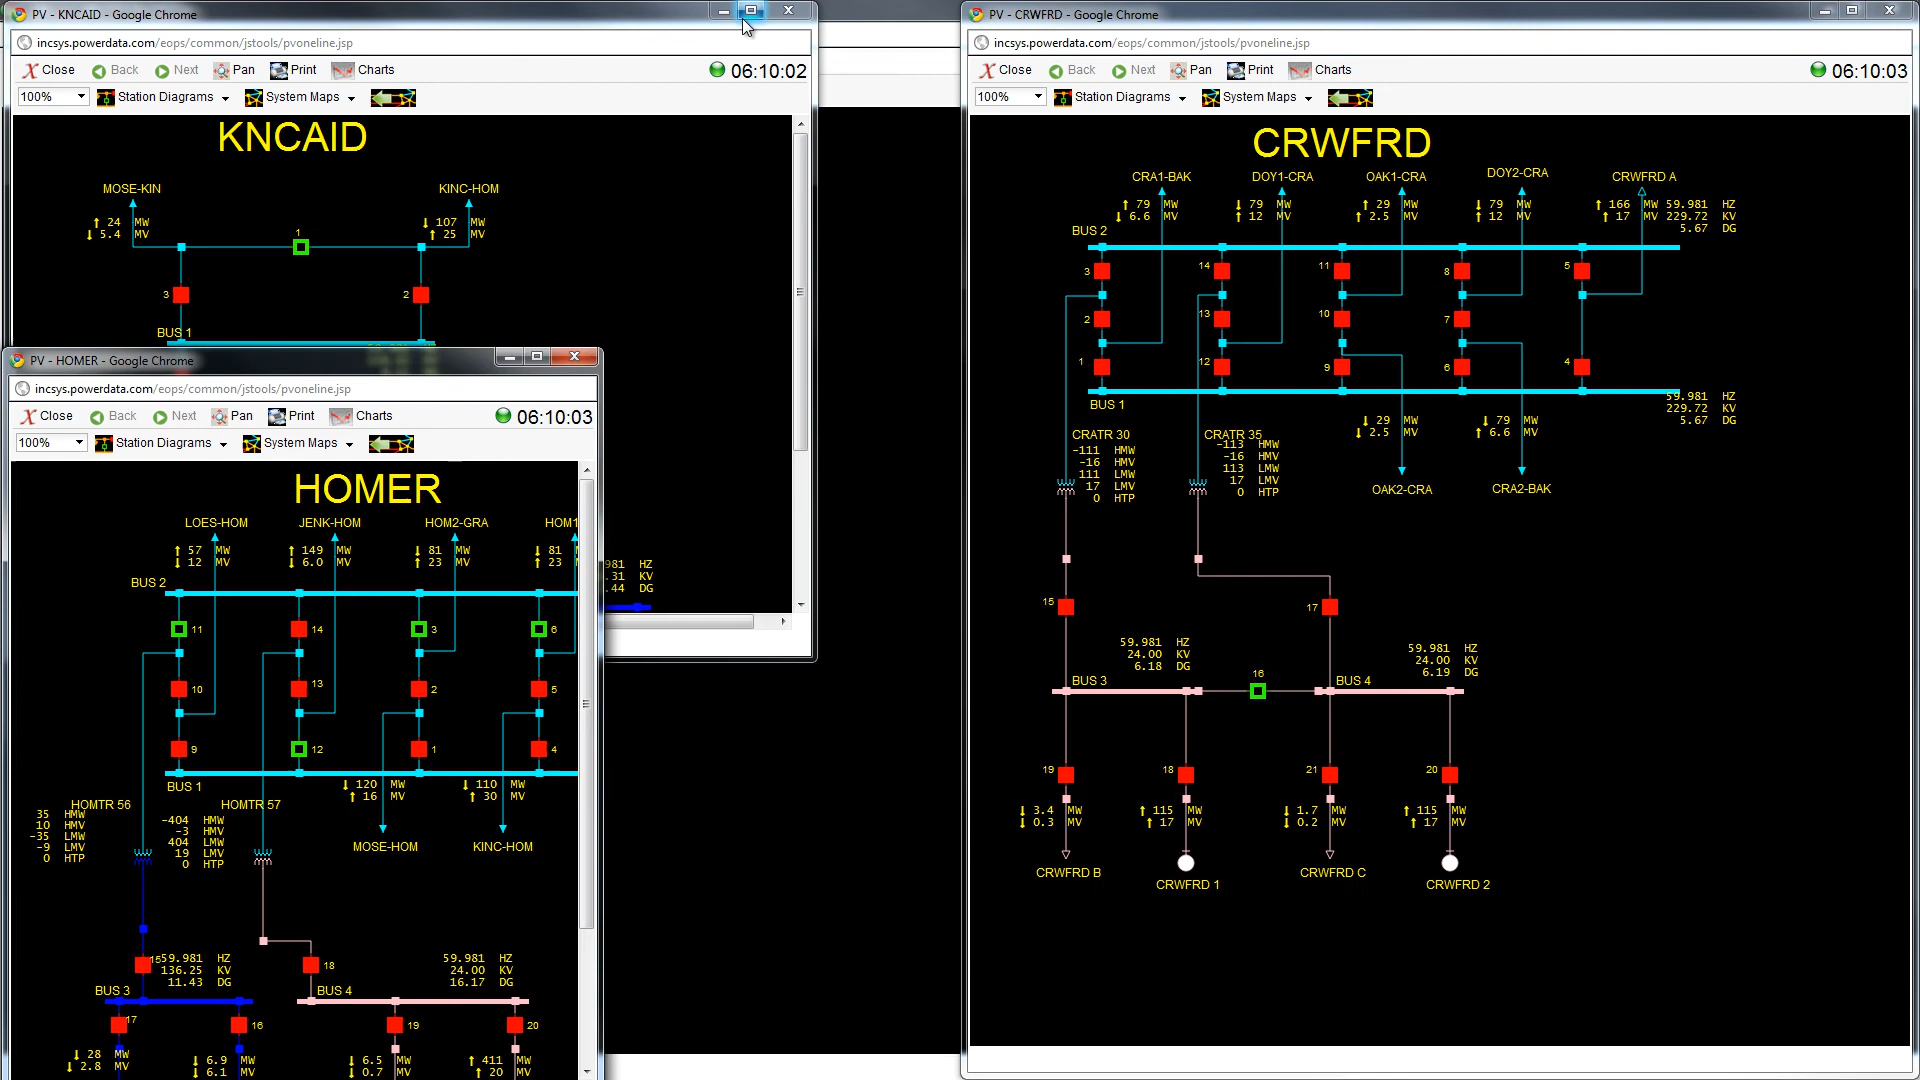 PV - KNCAID - Google Chrome
incsys.powerdata.com/eops/common/jstools/pvoneline.jsp
Close Back Next Pan Print Charts 06:10:02
100% Station Diagrams System Maps
KNCAID
MOSE-KIN KINC-HOM
24 MW 107 MW
5.4 MV 25 MV
1
3 2
BUS 1
981 HZ
.31 KV
.44 DG
PV - HOMER - Google Chrome
incsys.powerdata.com/eops/common/jstools/pvoneline.jsp
Close Back Next Pan Print Charts 06:10:03
100% Station Diagrams System Maps
HOMER
LOES-HOM JENK-HOM HOM2-GRA HOM1
57 MW 149 MW 81 MW 81 M
12 MV 6.0 MV 23 MV 23 M
BUS 2
11 14 3 6
10 13 2 5
9 12 1 4
BUS 1
120 MW 110 MW
16 MV 30 MV
HOMTR 56 HOMTR 57
35 HMW -404 HMW
10 HMV -3 HMV
-35 LMW 404 LMW
-9 LMV 19 LMV
0 HTP 0 HTP
MOSE-HOM KINC-HOM
15 59.981 HZ 18 59.981 HZ
136.25 KV 24.00 KV
11.43 DG 16.17 DG
BUS 3 BUS 4
17 16 19 20
28 MW 6.9 MW 6.5 MW 411 MW
2.8 MV 6.1 MV 0.7 MV 20 MV
PV - CRWFRD - Google Chrome
incsys.powerdata.com/eops/common/jstools/pvoneline.jsp
Close Back Next Pan Print Charts 06:10:03
100% Station Diagrams System Maps
CRWFRD
CRA1-BAK DOY1-CRA OAK1-CRA DOY2-CRA CRWFRD A
79 MW 79 MW 29 MW 79 MW 166 MW 59.981 HZ
6.6 MV 12 MV 2.5 MV 12 MV 17 MV 229.72 KV
5.67 DG
BUS 2
3 14 11 8 5
2 13 10 7
1 12 9 6 4
BUS 1
59.981 HZ
229.72 KV
5.67 DG
29 MW 79 MW
2.5 MV 6.6 MV
CRATR 30 CRATR 35
-111 HMW -113 HMW
-16 HMV -16 HMV
111 LMW 113 LMW
17 LMV 17 LMV
0 HTP 0 HTP
OAK2-CRA CRA2-BAK
15 17
59.981 HZ 59.981 HZ
24.00 KV 24.00 KV
6.18 DG 6.19 DG
BUS 3 16 BUS 4
19 18 21 20
3.4 MW 115 MW 1.7 MW 115 MW
0.3 MV 17 MV 0.2 MV 17 MV
CRWFRD B CRWFRD 1 CRWFRD C CRWFRD 2